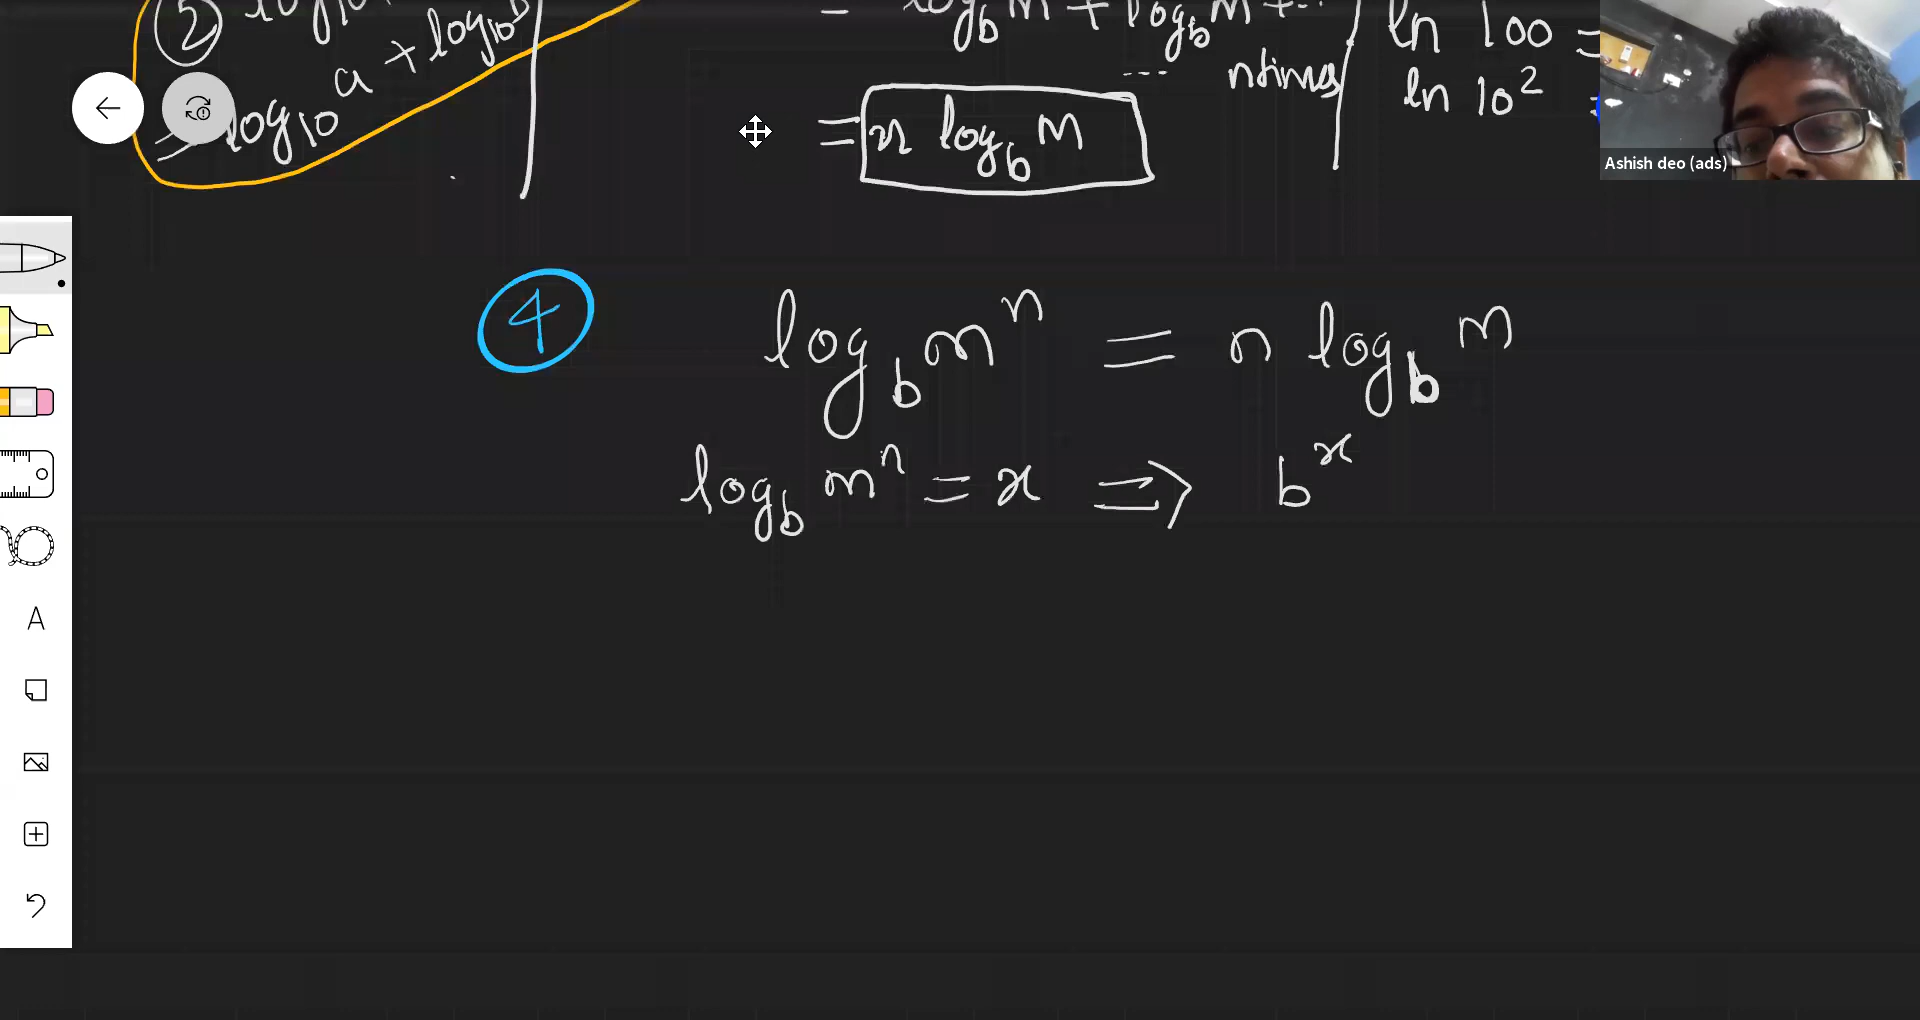 ② log₁₀
a + log₁₀ b
= log₁₀
= log_b m + log_b m + ..
... n times
= n log_b m
ln 100 =
ln 10² =
Ashish deo (ads)
④ log_b mⁿ = n log_b m
log_b mⁿ = x ⇒ bˣ
A